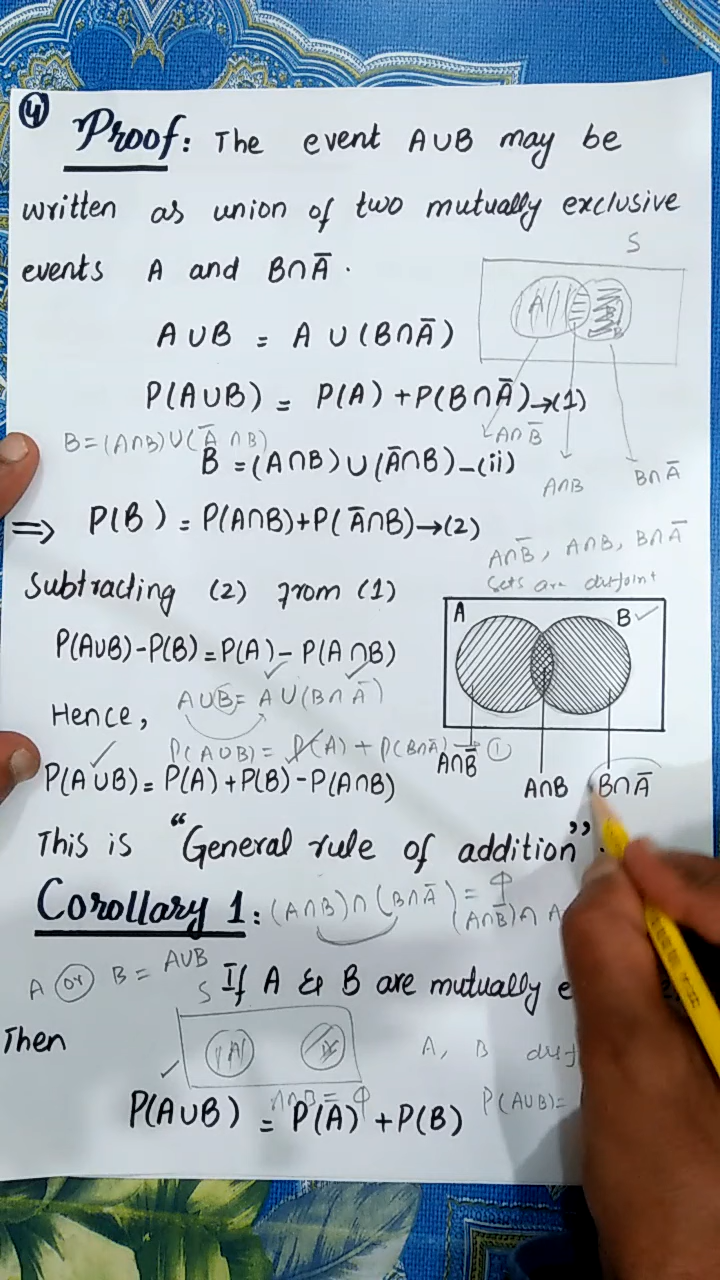 4
Proof: The event A∪B may be
written as union of two mutually exclusive
events A and B∩Ā.
S
A B
A∪B = A∪(B∩Ā)
P(A∪B) = P(A)+P(B∩Ā)→(1)
A∩B̄
B=(A∩B)∪(Ā∩B)
B =(A∩B)∪(Ā∩B)–(ii)
A∩B
B∩Ā
⇒ P(B) = P(A∩B)+P(Ā∩B)→(2)
A∩B̄, A∩B, B∩Ā
sets are disjoint
Subtracting (2) from (1)
A B✓
P(A∪B)-P(B)=P(A)-P(A∩B)
A∪B= A∪(B∩Ā)
Hence,
P(A∪B)= P(A) + P(B∩Ā)→①
A∩B̄
A∩B
B∩Ā
P(A∪B)= P(A)+P(B)-P(A∩B)
This is "General rule of addition".
Corollary 1: (A∩B)∩(B∩Ā) = φ
(A∩B)∩A
A or B = A∪B
S
If A & B are mutually
Then
A
A, B
P(A∪B) = P(A)+P(B)
A∩B = φ
P(A∪B)=